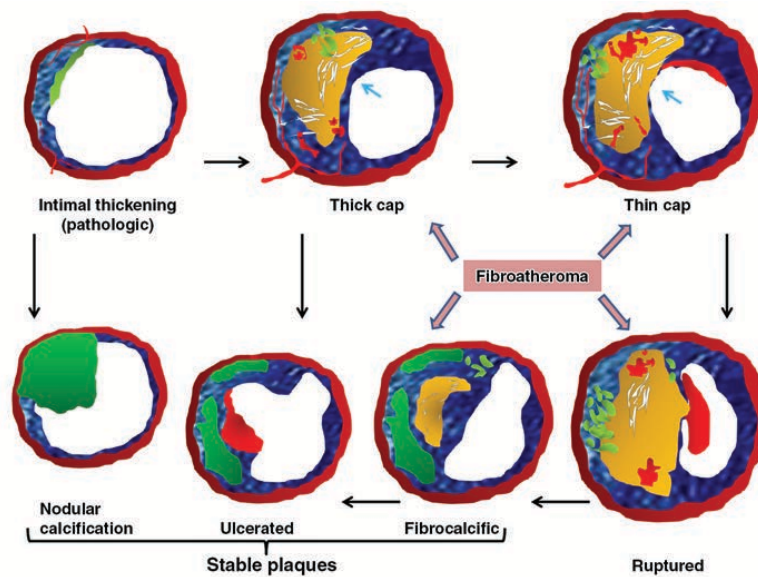 Intimal thickening
(pathologic)
Thick cap
Thin cap
Fibroatheroma
Nodular
calcification
Ulcerated
Fibrocalcific
Stable plaques
Ruptured